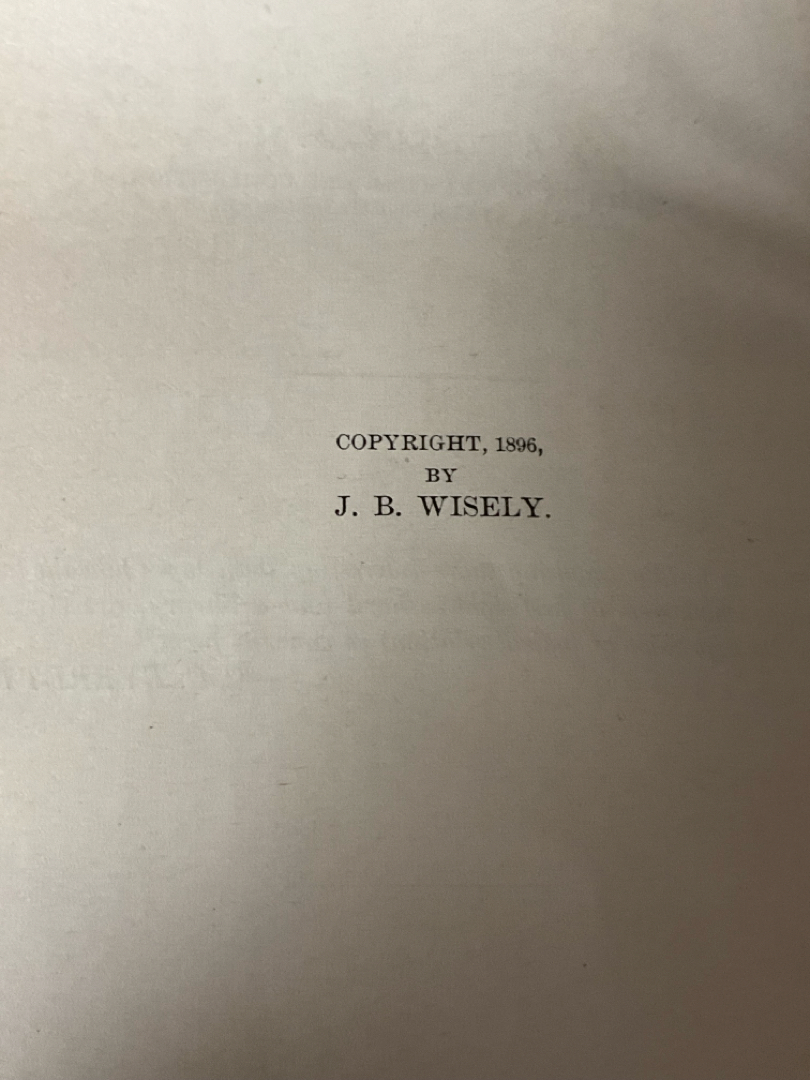 COPYRIGHT, 1896,
BY
J. B. WISELY.